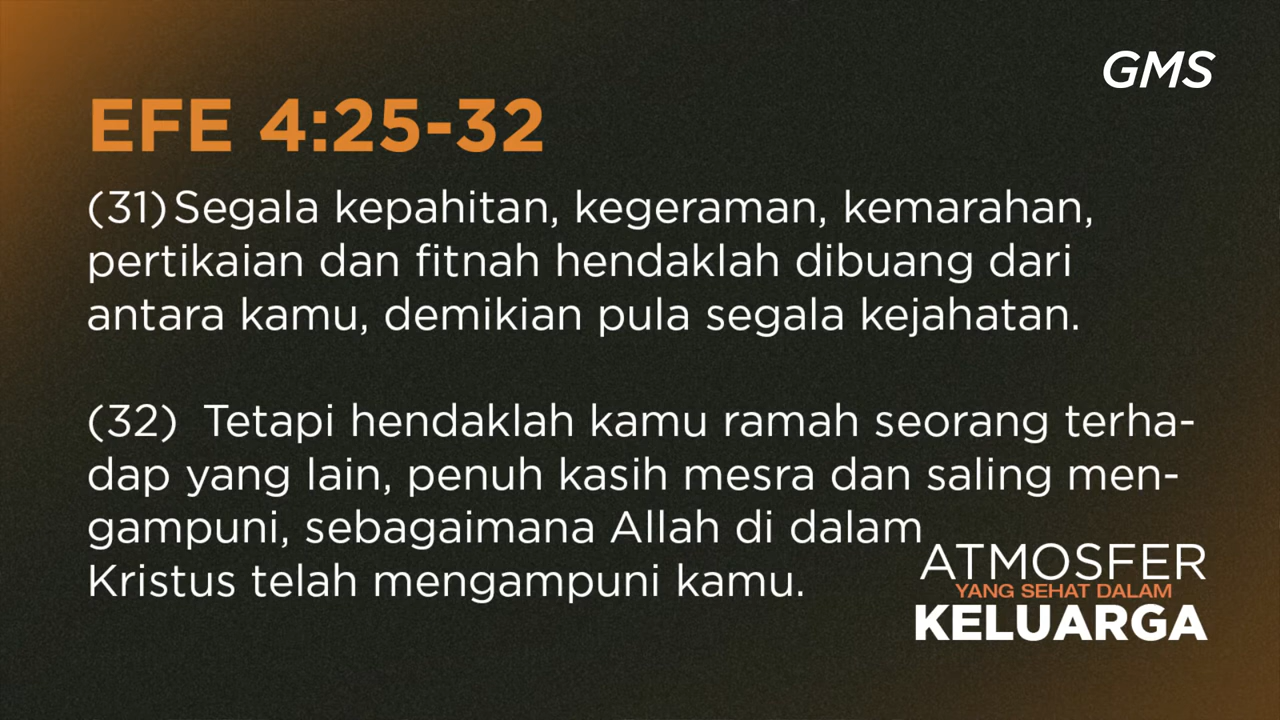 GMS
EFE 4:25-32
(31) Segala kepahitan, kegeraman, kemarahan,
pertikaian dan fitnah hendaklah dibuang dari
antara kamu, demikian pula segala kejahatan.
(32) Tetapi hendaklah kamu ramah seorang terha-
dap yang lain, penuh kasih mesra dan saling men-
gampuni, sebagaimana Allah di dalam
Kristus telah mengampuni kamu.
ATMOSFER
YANG SEHAT DALAM
KELUARGA